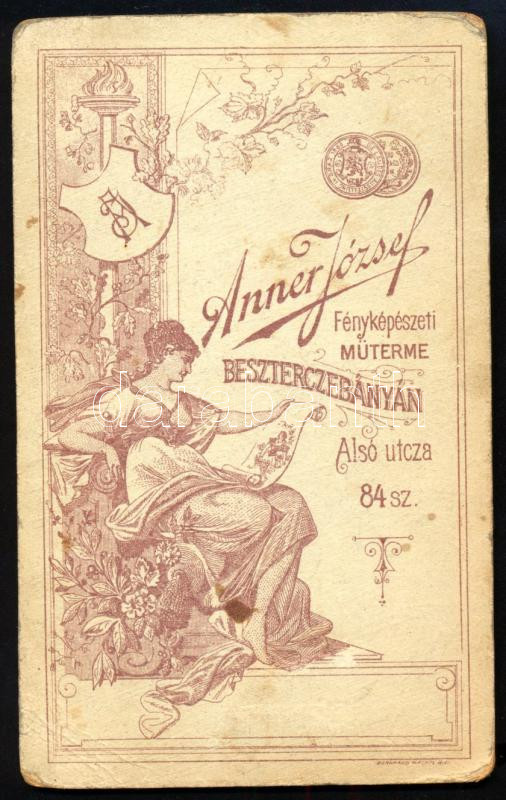 Anner József
Fényképészeti
MŰTERME
BESZTERCZEBÁNYÁN
Alsó utcza
84 SZ.